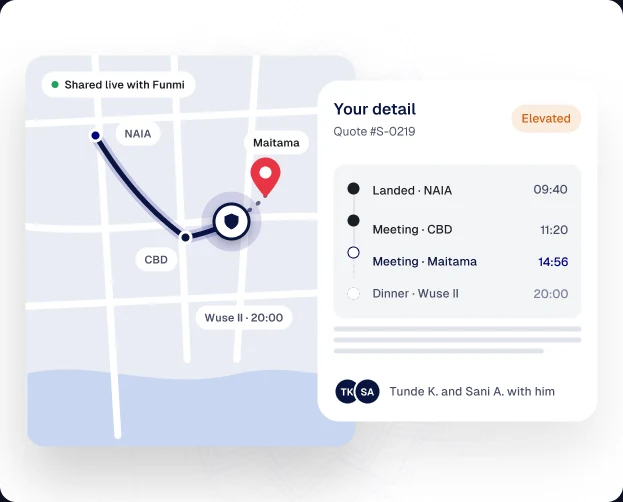 Shared live with Funmi
NAIA
Maitama
CBD
Wuse II · 20:00
Your detail
Quote #S-0219
Elevated
Landed · NAIA 09:40
Meeting · CBD 11:20
Meeting · Maitama 14:56
Dinner · Wuse II 20:00
TK SA Tunde K. and Sani A. with him